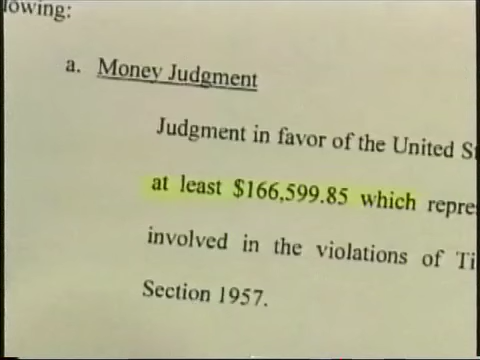 lowing:
a. Money Judgment
Judgment in favor of the United S
at least $166,599.85 which repre
involved in the violations of Ti
Section 1957.